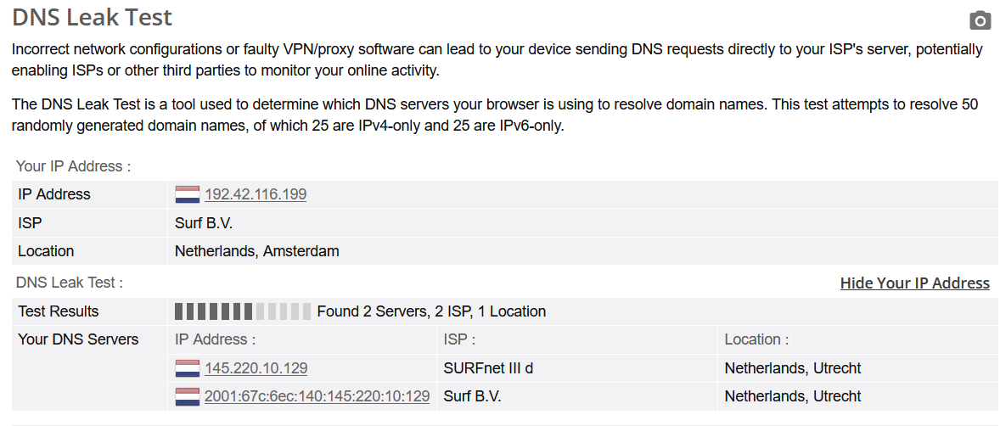 DNS Leak Test
Incorrect network configurations or faulty VPN/proxy software can lead to your device sending DNS requests directly to your ISP's server, potentially
enabling ISPs or other third parties to monitor your online activity.
The DNS Leak Test is a tool used to determine which DNS servers your browser is using to resolve domain names. This test attempts to resolve 50
randomly generated domain names, of which 25 are IPv4-only and 25 are IPv6-only.
Your IP Address :
IP Address 192.42.116.199
ISP Surf B.V.
Location Netherlands, Amsterdam
DNS Leak Test : Hide Your IP Address
Test Results Found 2 Servers, 2 ISP, 1 Location
Your DNS Servers IP Address : ISP : Location :
145.220.10.129 SURFnet III d Netherlands, Utrecht
2001:67c:6ec:140:145:220:10:129 Surf B.V. Netherlands, Utrecht